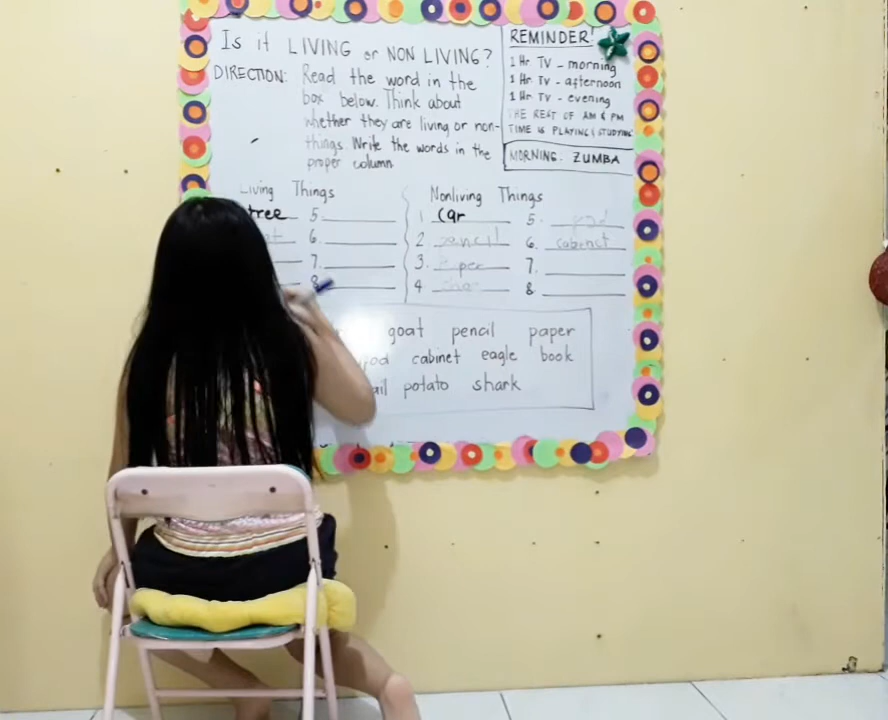 Is it LIVING or NON LIVING?
DIRECTION: Read the word in the
box below. Think about
whether they are living or non-
things. Write the words in the
proper column
REMINDER!
1 Hr TV - morning
1 Hr TV - afternoon
1 Hr TV - evening
THE REST OF AM & PM
TIME IS PLAYING & STUDYING
MORNING: ZUMBA
Living Things
tree 5.
6.
7.
8.
Nonliving Things
1. Car 5.
2. pencil 6. cabinet
3. 7.
4. 8.
goat pencil paper
cabinet eagle book
potato shark